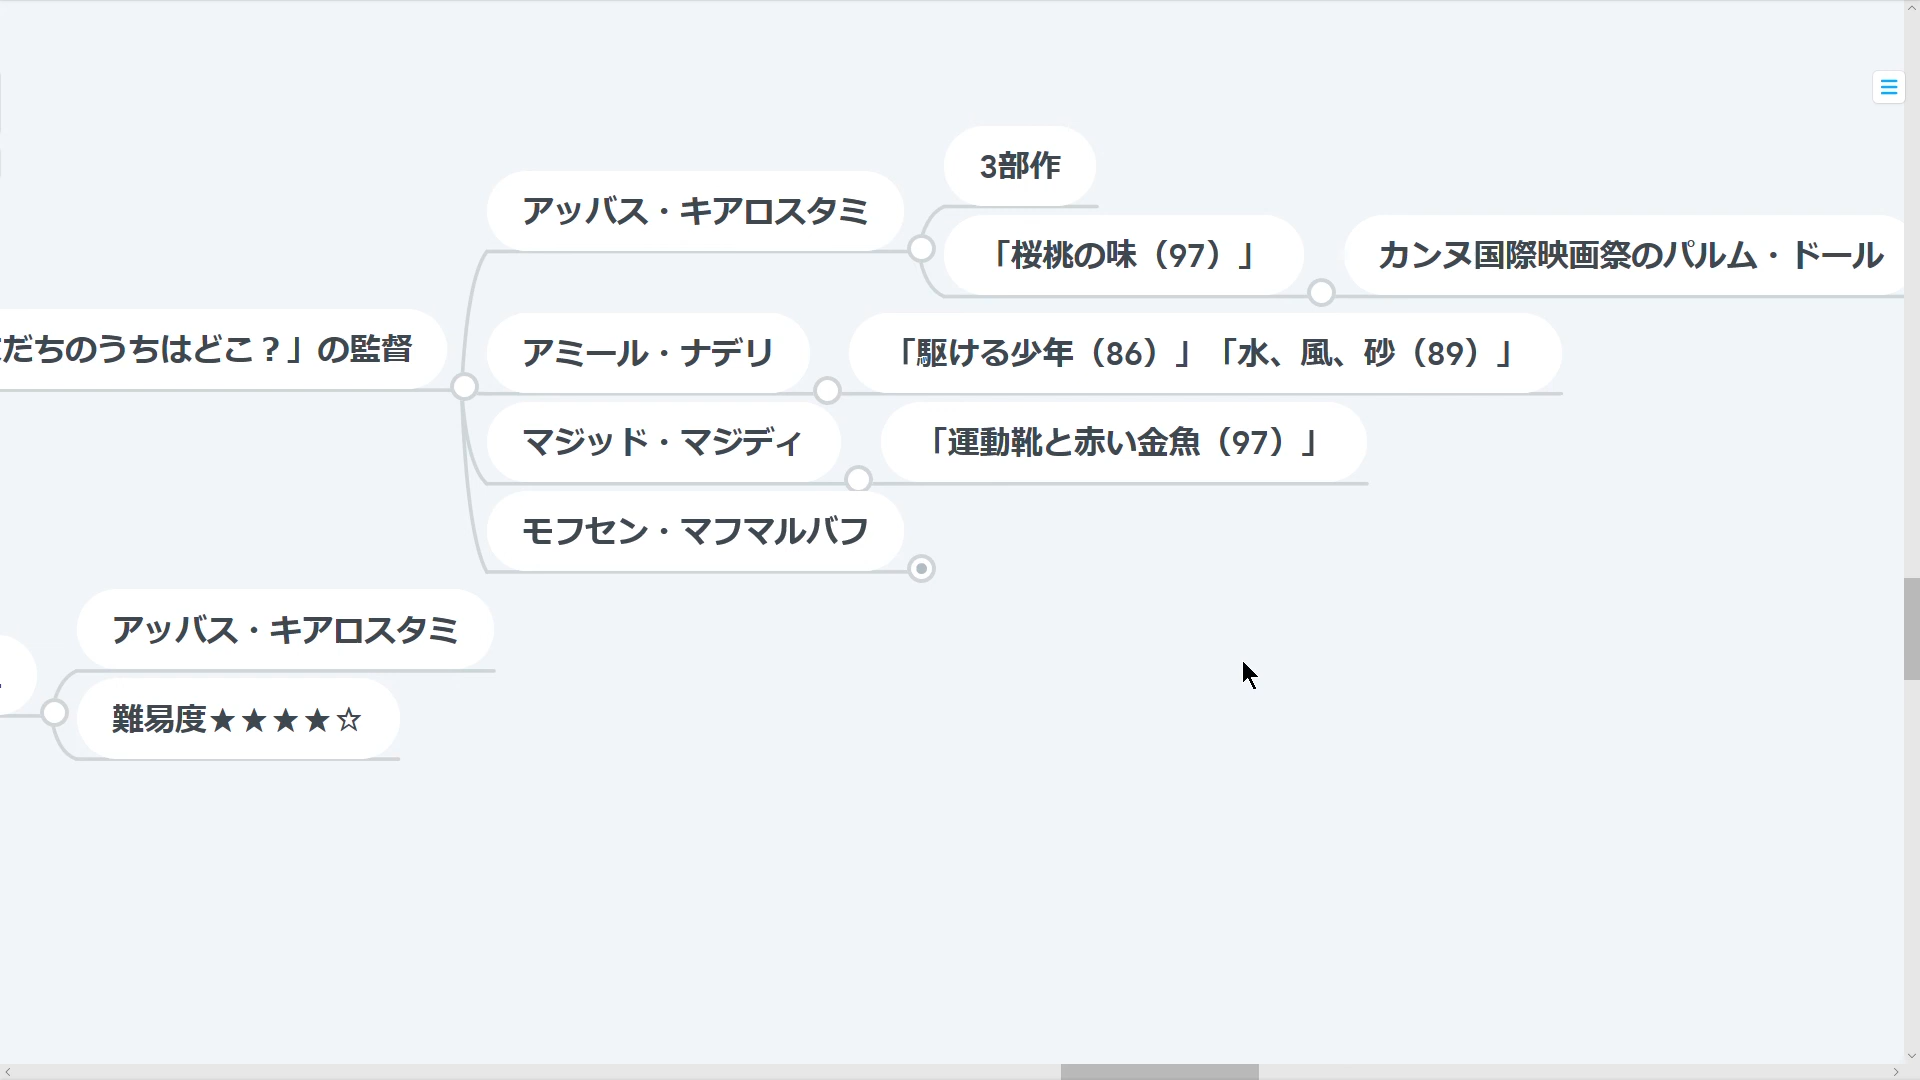 3部作
アッバス・キアロスタミ
「桜桃の味（97）」
カンヌ国際映画祭のパルム・ドール
だちのうちはどこ？」の監督
アミール・ナデリ
「駆ける少年（86）」「水、風、砂（89）」
マジッド・マジディ
「運動靴と赤い金魚（97）」
モフセン・マフマルバフ
アッバス・キアロスタミ
難易度★★★★☆